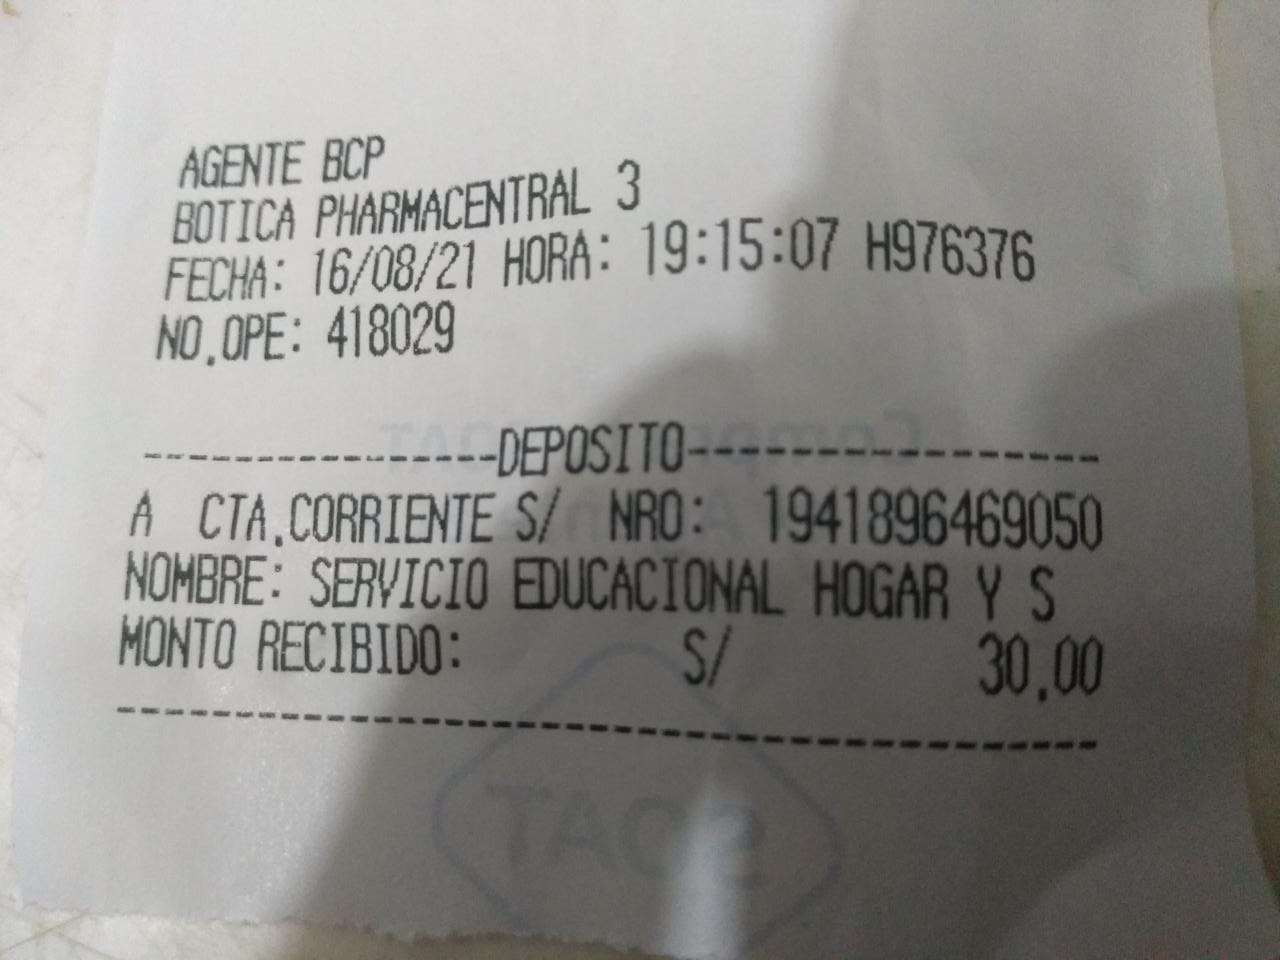 AGENTE BCP
BOTICA PHARMACENTRAL 3
FECHA: 16/08/21 HORA: 19:15:07 H976376
NO.OPE: 418029
---------------DEPOSITO-----------------
A CTA.CORRIENTE S/ NRO: 1941896469050
NOMBRE: SERVICIO EDUCACIONAL HOGAR Y S
MONTO RECIBIDO: S/ 30.00
----------------------------------------
SOAT